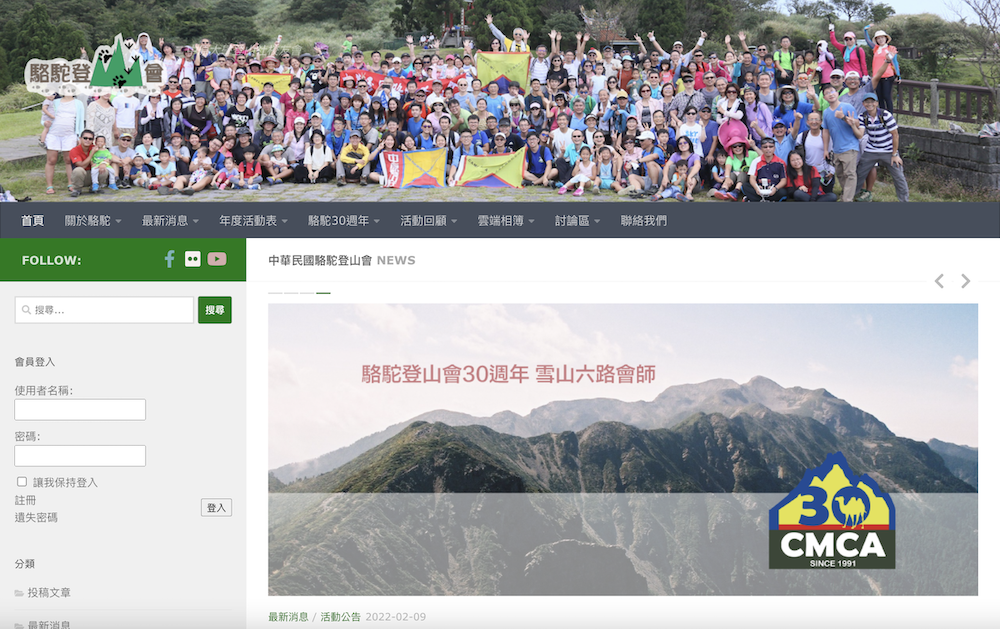 駱駝登山會
首頁 關於駱駝 最新消息 年度活動表 駱駝30週年 活動回顧 雲端相簿 討論區 聯絡我們
FOLLOW:
搜尋... 搜尋
會員登入
使用者名稱:
密碼:
讓我保持登入
註冊
登入
遺失密碼
分類
投稿文章
最新消息
中華民國駱駝登山會 NEWS
駱駝登山會30週年 雪山六路會師
30
CMCA
SINCE 1991
最新消息 / 活動公告 2022-02-09